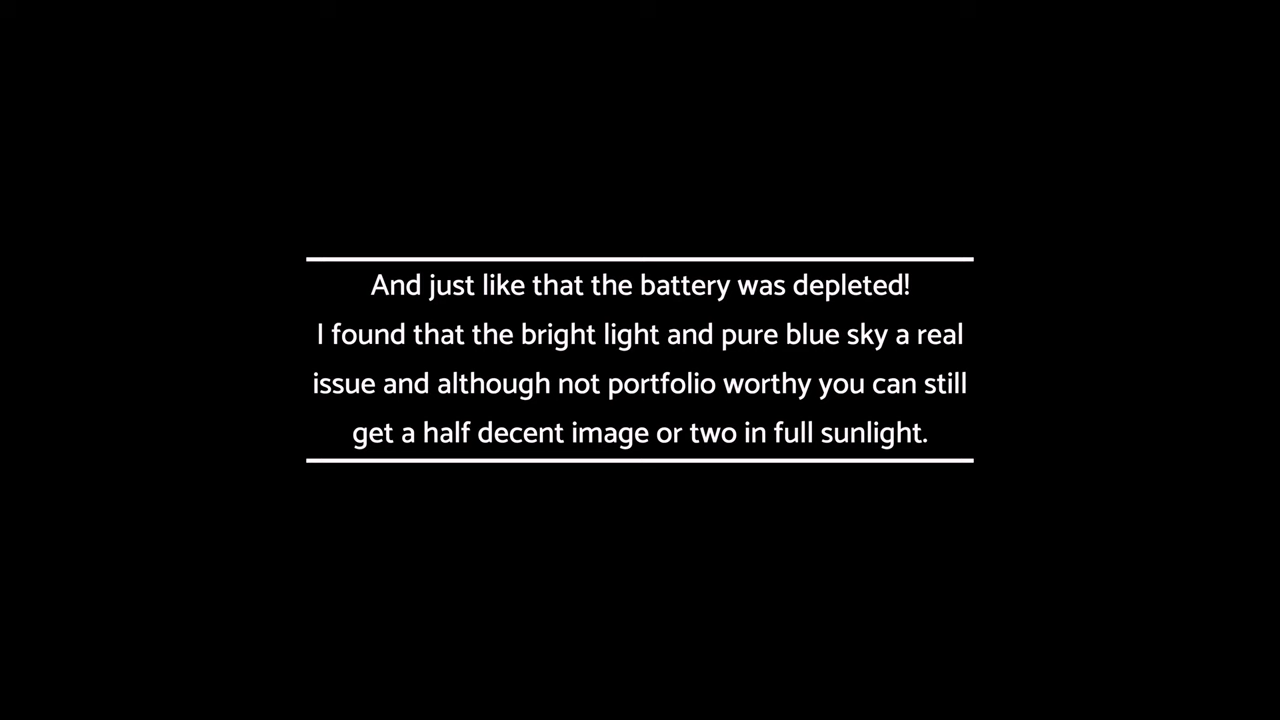 And just like that the battery was depleted!
I found that the bright light and pure blue sky a real
issue and although not portfolio worthy you can still
get a half decent image or two in full sunlight.